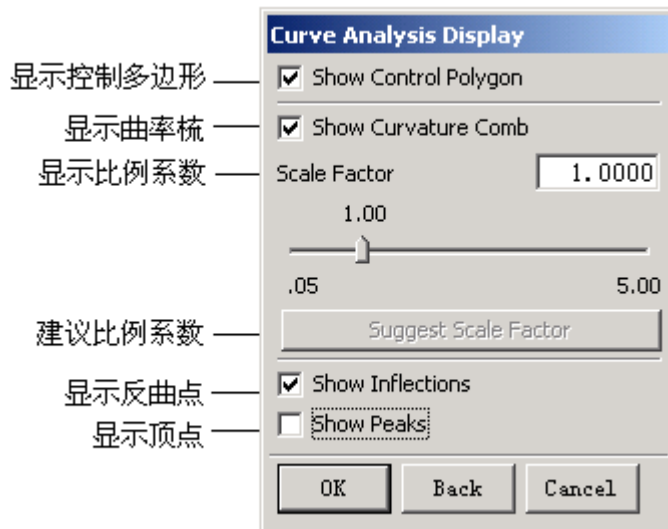 Curve Analysis Display
显示控制多边形
Show Control Polygon
显示曲率梳
Show Curvature Comb
显示比例系数
Scale Factor
1.0000
1.00
.05
5.00
建议比例系数
Suggest Scale Factor
显示反曲点
Show Inflections
显示顶点
Show Peaks
OK
Back
Cancel